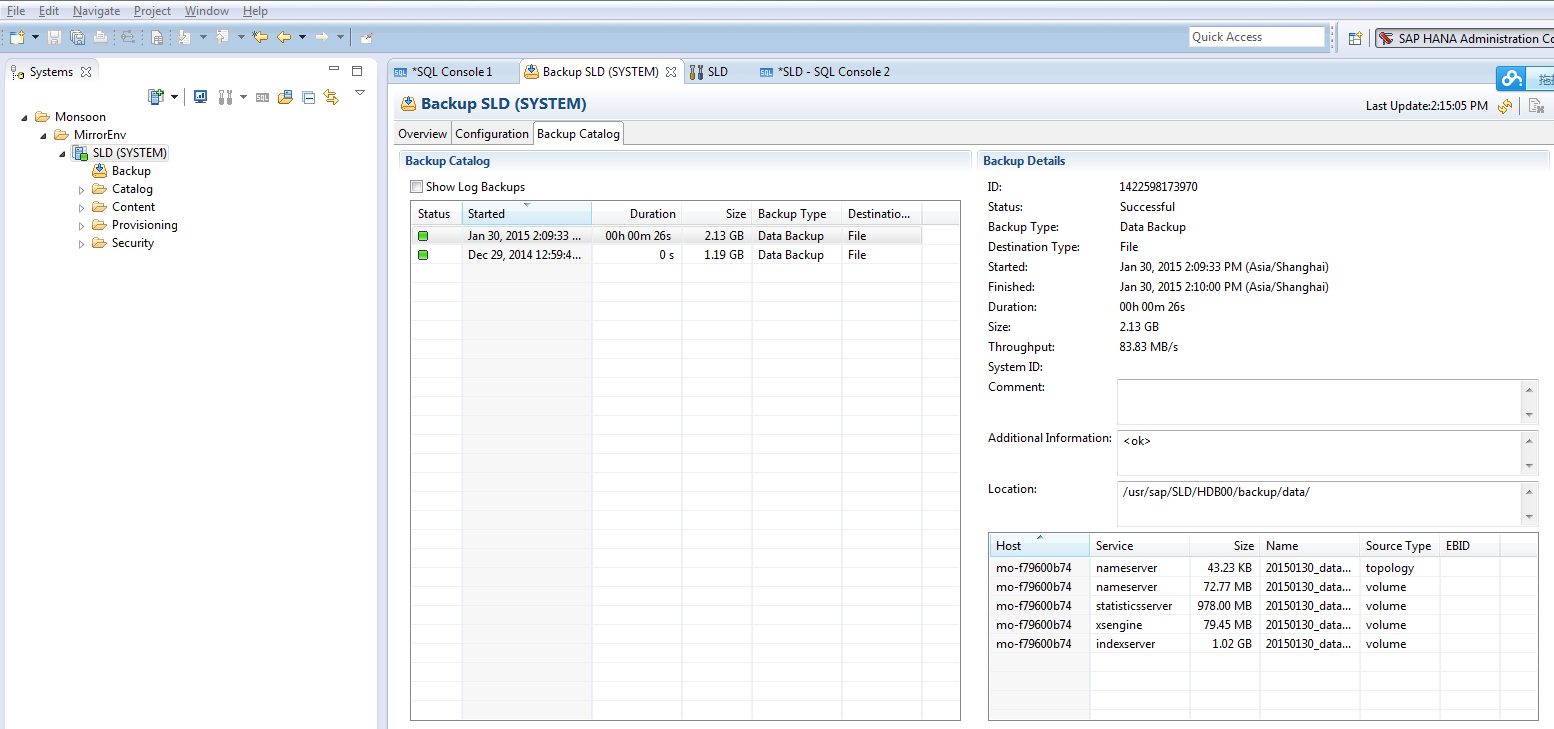 File Edit Navigate Project Window Help
Quick Access
SAP HANA Administration Co
Systems
*SQL Console 1
Backup SLD (SYSTEM)
SLD
*SLD - SQL Console 2
Backup SLD (SYSTEM)
Last Update:2:15:05 PM
Monsoon
MirrorEnv
SLD (SYSTEM)
Backup
Catalog
Content
Provisioning
Security
Overview Configuration Backup Catalog
Backup Catalog
Show Log Backups
Status Started Duration Size Backup Type Destinatio...
Jan 30, 2015 2:09:33 ... 00h 00m 26s 2.13 GB Data Backup File
Dec 29, 2014 12:59:4... 0 s 1.19 GB Data Backup File
Backup Details
ID: 1422598173970
Status: Successful
Backup Type: Data Backup
Destination Type: File
Started: Jan 30, 2015 2:09:33 PM (Asia/Shanghai)
Finished: Jan 30, 2015 2:10:00 PM (Asia/Shanghai)
Duration: 00h 00m 26s
Size: 2.13 GB
Throughput: 83.83 MB/s
System ID:
Comment:
Additional Information: <ok>
Location: /usr/sap/SLD/HDB00/backup/data/
Host Service Size Name Source Type EBID
mo-f79600b74 nameserver 43.23 KB 20150130_data... topology
mo-f79600b74 nameserver 72.77 MB 20150130_data... volume
mo-f79600b74 statisticsserver 978.00 MB 20150130_data... volume
mo-f79600b74 xsengine 79.45 MB 20150130_data... volume
mo-f79600b74 indexserver 1.02 GB 20150130_data... volume